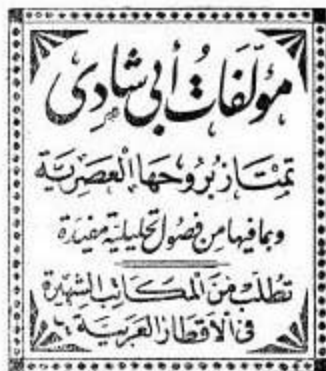 مؤلفات أبي شادي
تمتاز بروحها العصرية
وبما فيها من فصول تحليلية مفيدة
تطلب من المكاتب الشهيرة
في الأقطار العربية